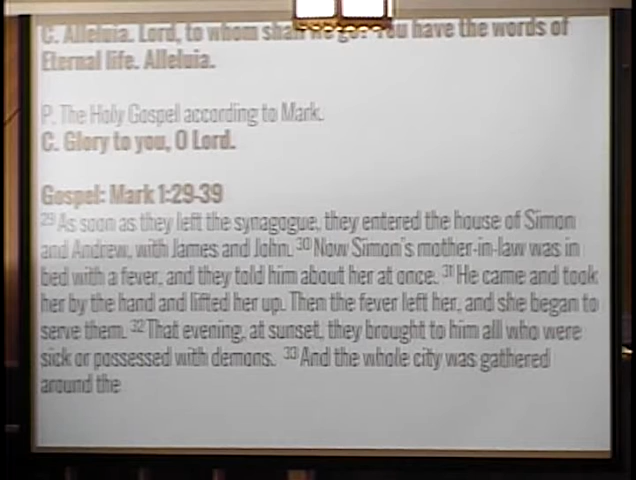 C. Alleluia. Lord, to whom shall we go? You have the words of
Eternal life. Alleluia.
P. The Holy Gospel according to Mark.
C. Glory to you, O Lord.
Gospel: Mark 1:29-39
29 As soon as they left the synagogue, they entered the house of Simon
and Andrew, with James and John. 30 Now Simon's mother-in-law was in
bed with a fever, and they told him about her at once. 31 He came and took
her by the hand and lifted her up. Then the fever left her, and she began to
serve them. 32 That evening, at sunset, they brought to him all who were
sick or possessed with demons. 33 And the whole city was gathered
around the